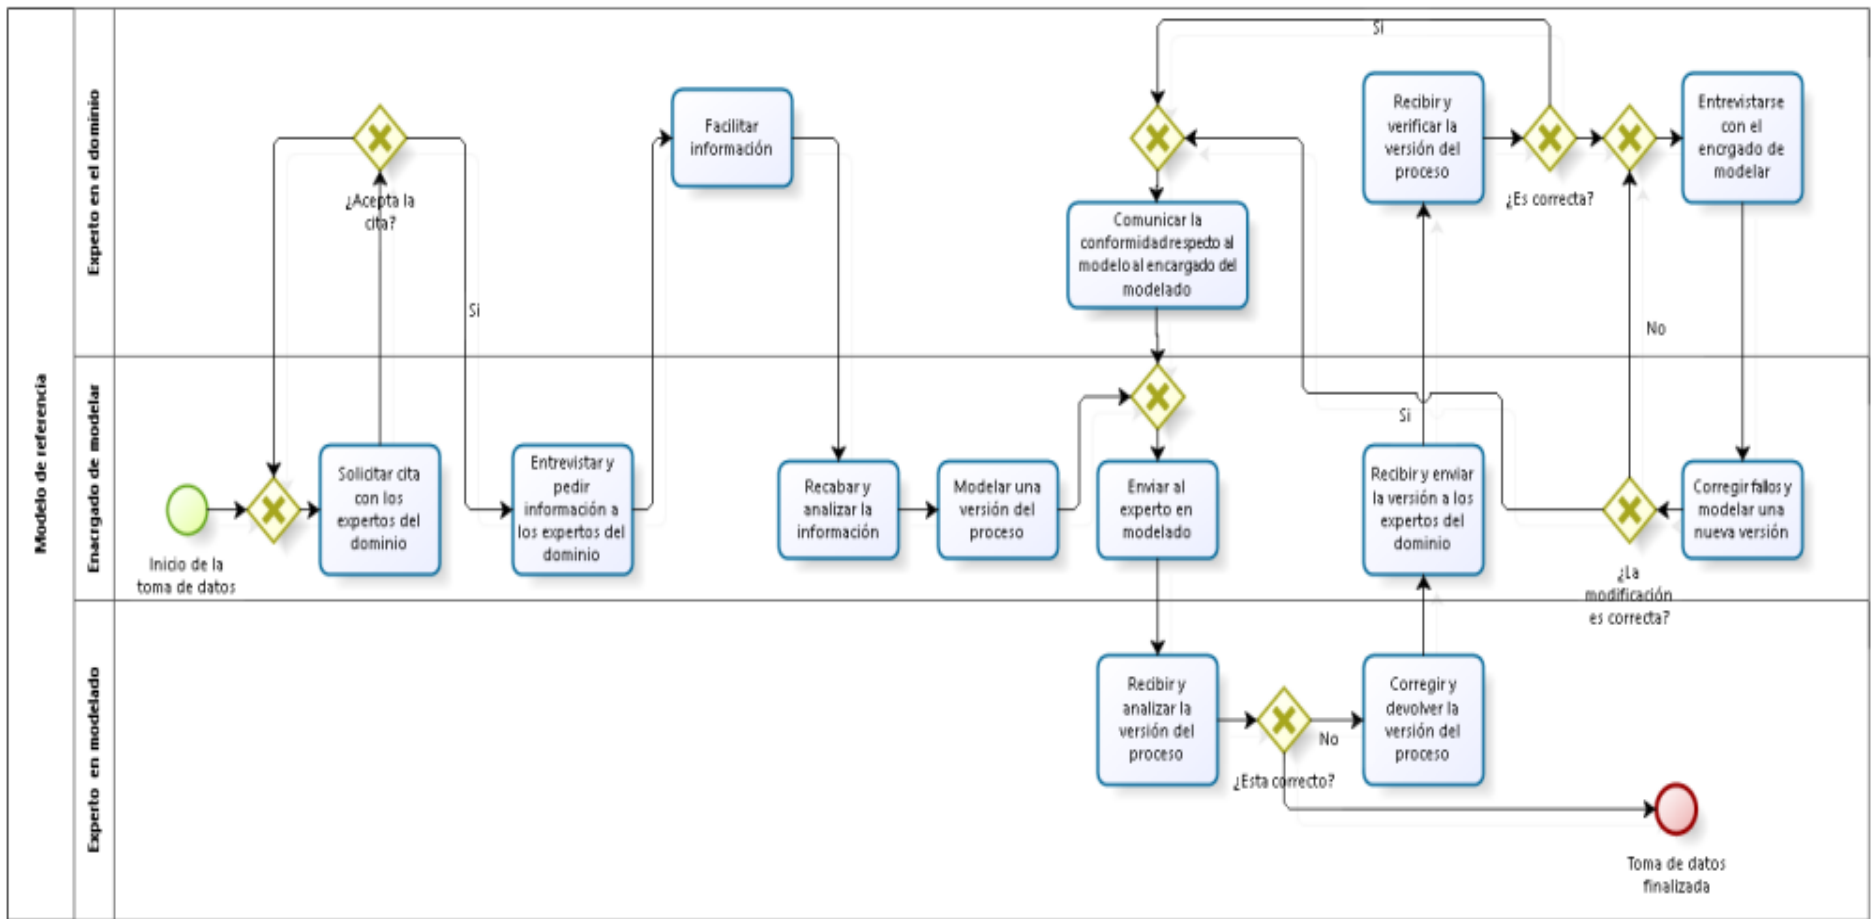 Modelo de referencia
Experto en el dominio
¿Acepta la
cita?
Si
Facilitar
información
Comunicar la
conformidad respecto al
modelo al encargado del
modelado
Si
Recibir y
verificar la
versión del
proceso
¿Es correcta?
Entrevistarse
con el
encrgado de
modelar
No
Enacrgado de modelar
Inicio de la
toma de datos
Solicitar cita
con los
expertos del
dominio
Entrevistar y
pedir
información a
los expertos del
dominio
Recabar y
analizar la
información
Modelar una
versión del
proceso
Enviar al
experto en
modelado
Si
Recibir y enviar
la versión a los
expertos del
dominio
¿La
modificación
es correcta?
Corregir fallos y
modelar una
nueva versión
Experto en modelado
Recibir y
analizar la
versión del
proceso
¿Esta correcto?
No
Corregir y
devolver la
versión del
proceso
Toma de datos
finalizada